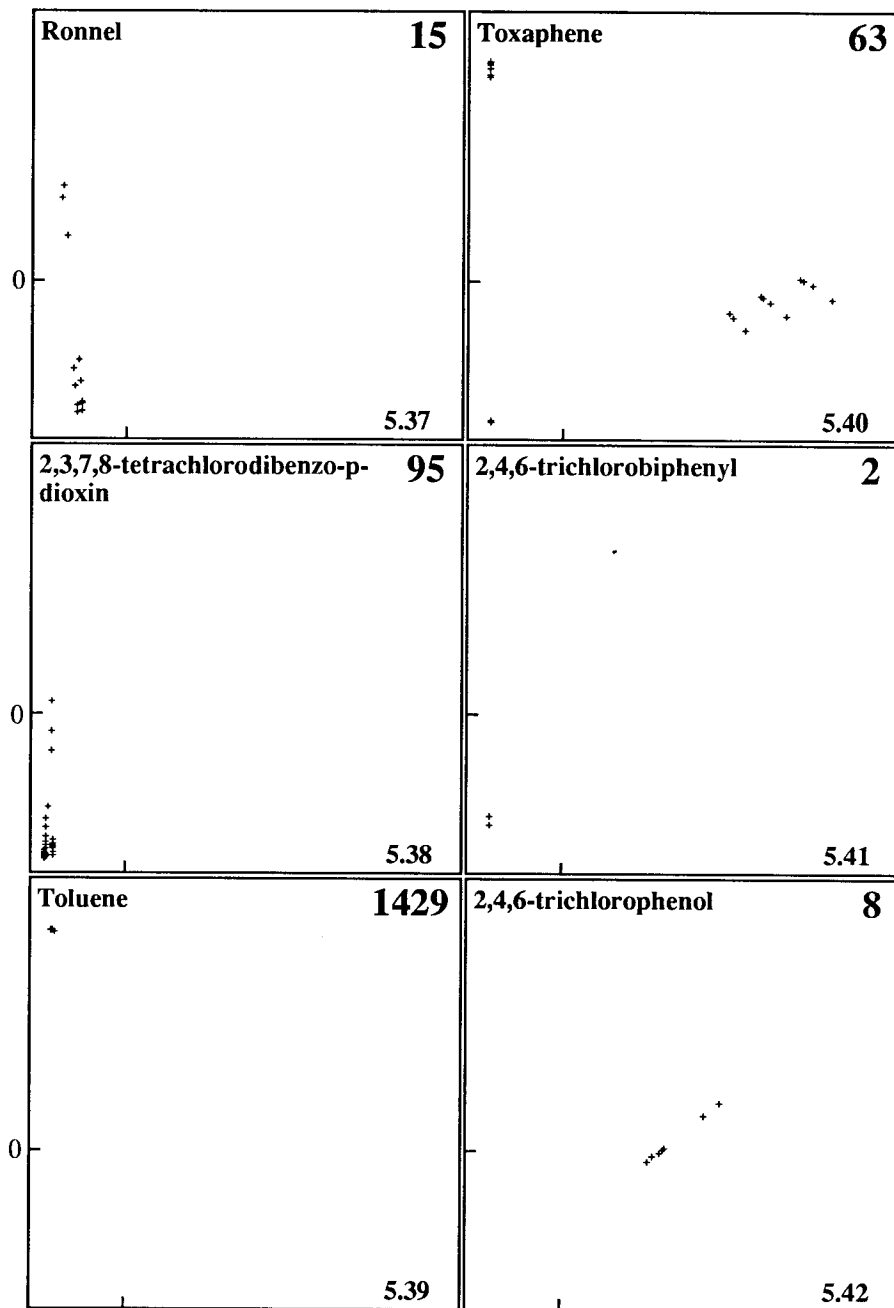 Ronnel 15
0
5.37
Toxaphene 63
5.40
2,3,7,8-tetrachlorodibenzo-p- 95
dioxin
0
5.38
2,4,6-trichlorobiphenyl 2
5.41
Toluene 1429
0
5.39
2,4,6-trichlorophenol 8
5.42